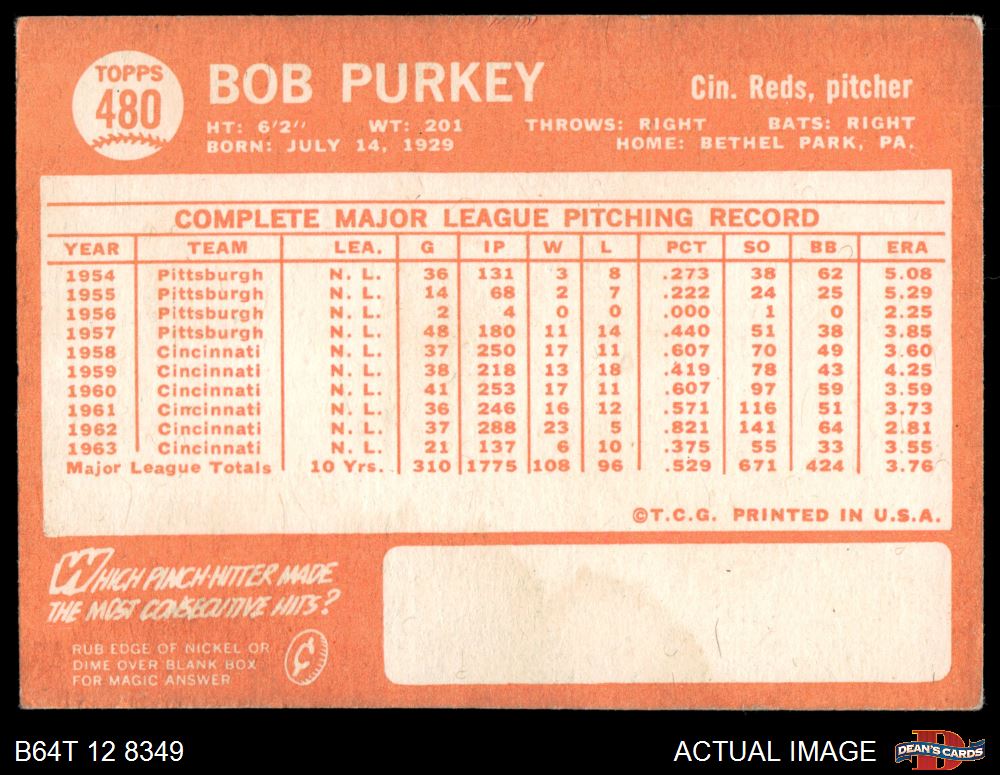 TOPPS
480
BOB PURKEY
Cin. Reds, pitcher
HT: 6'2" WT: 201 THROWS: RIGHT BATS: RIGHT
BORN: JULY 14, 1929 HOME: BETHEL PARK, PA.
COMPLETE MAJOR LEAGUE PITCHING RECORD
YEAR TEAM LEA. G IP W L PCT SO BB ERA
1954 Pittsburgh N. L. 36 131 3 8 .273 38 62 5.08
1955 Pittsburgh N. L. 14 68 2 7 .222 24 25 5.29
1956 Pittsburgh N. L. 2 4 0 0 .000 1 0 2.25
1957 Pittsburgh N. L. 48 180 11 14 .440 51 38 3.85
1958 Cincinnati N. L. 37 250 17 11 .607 70 49 3.60
1959 Cincinnati N. L. 38 218 13 18 .419 78 43 4.25
1960 Cincinnati N. L. 41 253 17 11 .607 97 59 3.59
1961 Cincinnati N. L. 36 246 16 12 .571 116 51 3.73
1962 Cincinnati N. L. 37 288 23 5 .821 141 64 2.81
1963 Cincinnati N. L. 21 137 6 10 .375 55 33 3.55
Major League Totals 10 Yrs. 310 1775 108 96 .529 671 424 3.76
©T.C.G. PRINTED IN U.S.A.
WHICH PINCH-HITTER MADE
THE MOST CONSECUTIVE HITS?
RUB EDGE OF NICKEL OR
DIME OVER BLANK BOX
FOR MAGIC ANSWER
¢
B64T 12 8349
ACTUAL IMAGE
D
DEAN'S CARDS